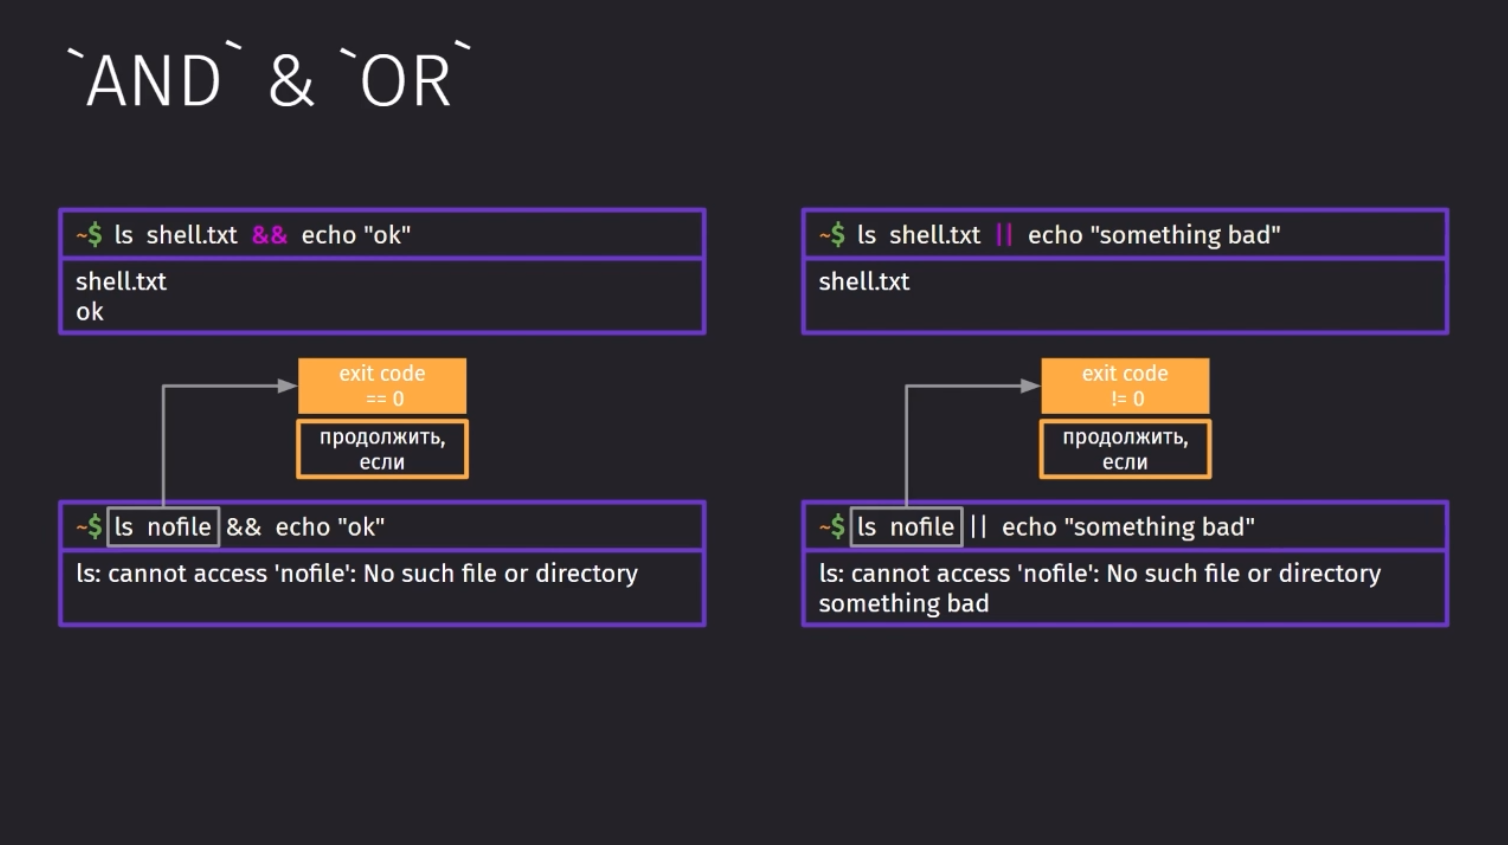 `AND` & `OR`
~$ ls shell.txt && echo "ok"
shell.txt
ok
exit code
== 0
продолжить,
если
~$ ls nofile && echo "ok"
ls: cannot access 'nofile': No such file or directory
~$ ls shell.txt || echo "something bad"
shell.txt
exit code
!= 0
продолжить,
если
~$ ls nofile || echo "something bad"
ls: cannot access 'nofile': No such file or directory
something bad